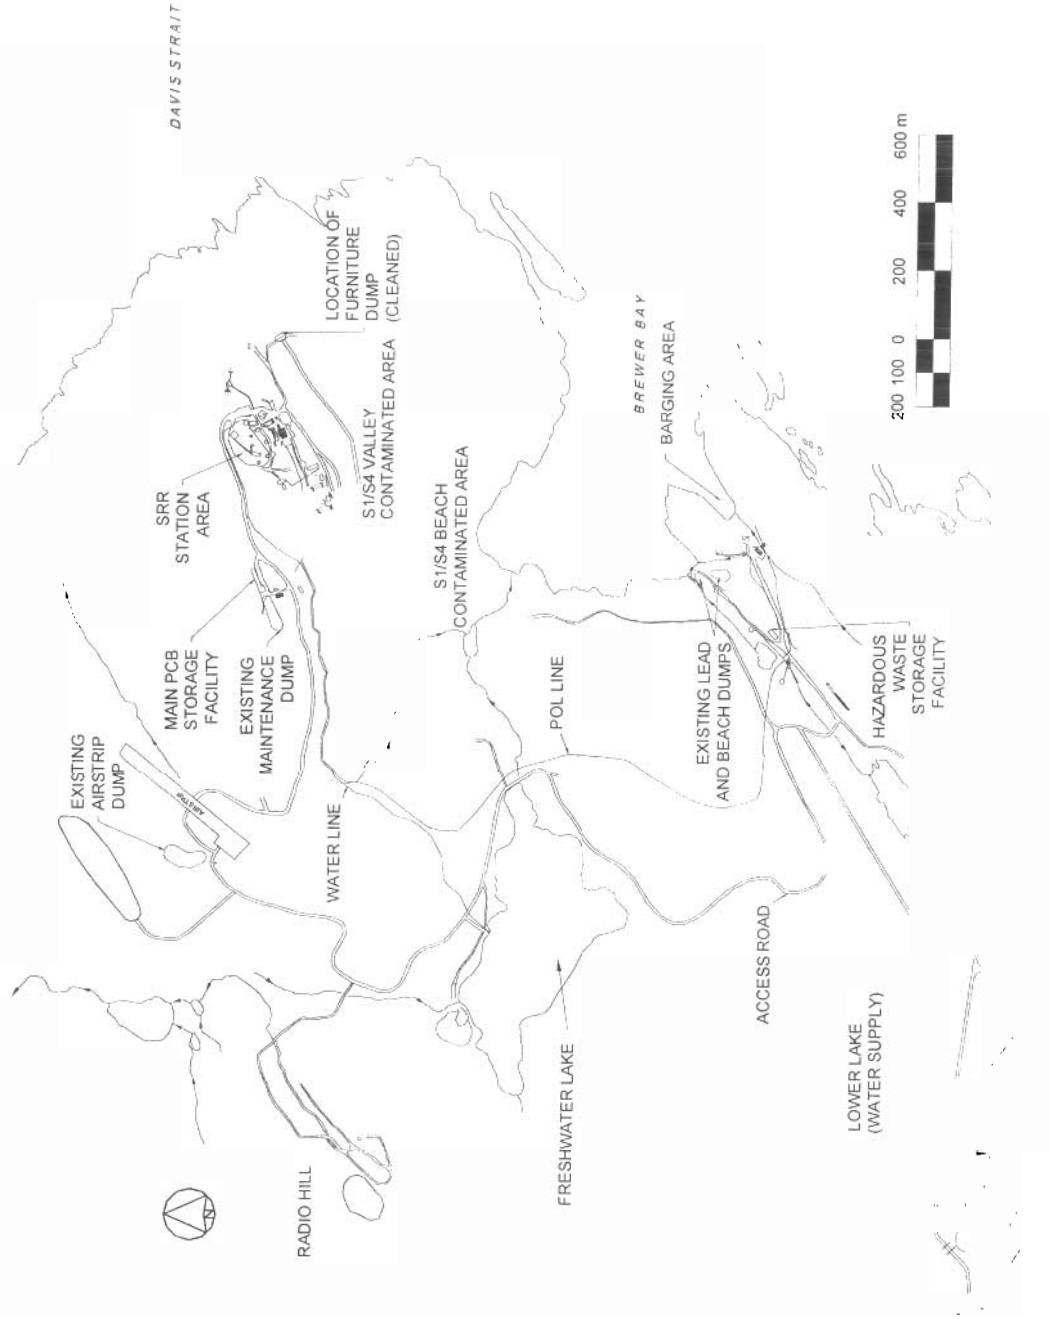 DAVIS STRAIT
LOCATION OF
FURNITURE
DUMP
(CLEANED)
SRR
STATION
AREA
S1/S4 VALLEY
CONTAMINATED AREA
S1/S4 BEACH
CONTAMINATED AREA
BREWER BAY
BARGING AREA
600 m
400
200
0
100
200
MAIN PCB
STORAGE
FACILITY
EXISTING
MAINTENANCE
DUMP
EXISTING
AIRSTRIP
DUMP
AIRSTRIP
WATER LINE
POL LINE
EXISTING LEAD
AND BEACH DUMPS
HAZARDOUS
WASTE
STORAGE
FACILITY
ACCESS ROAD
LOWER LAKE
(WATER SUPPLY)
FRESHWATER LAKE
RADIO HILL
N